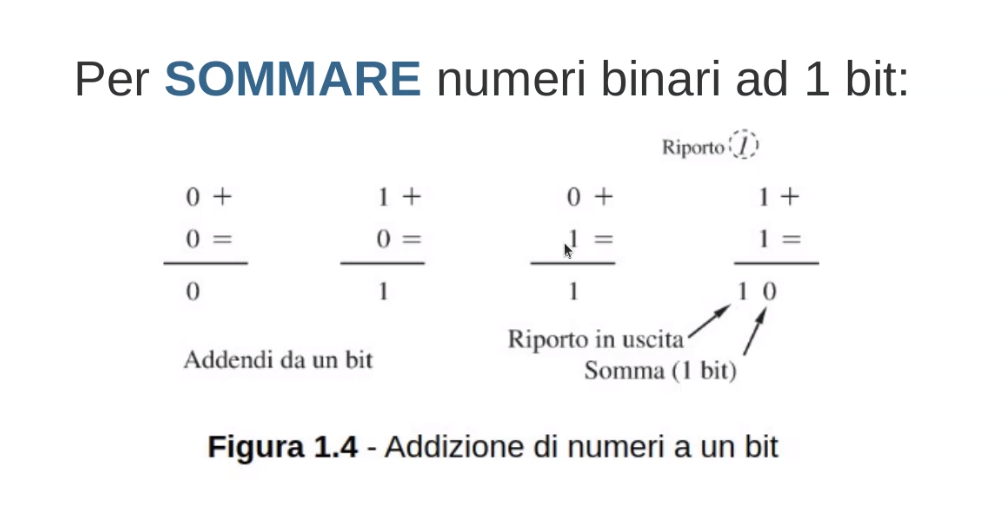 Per SOMMARE numeri binari ad 1 bit:
Riporto 1
0 + 1 + 0 + 1 +
0 = 0 = 1 = 1 =
0 1 1 1 0
Riporto in uscita
Addendi da un bit
Somma (1 bit)
Figura 1.4 - Addizione di numeri a un bit